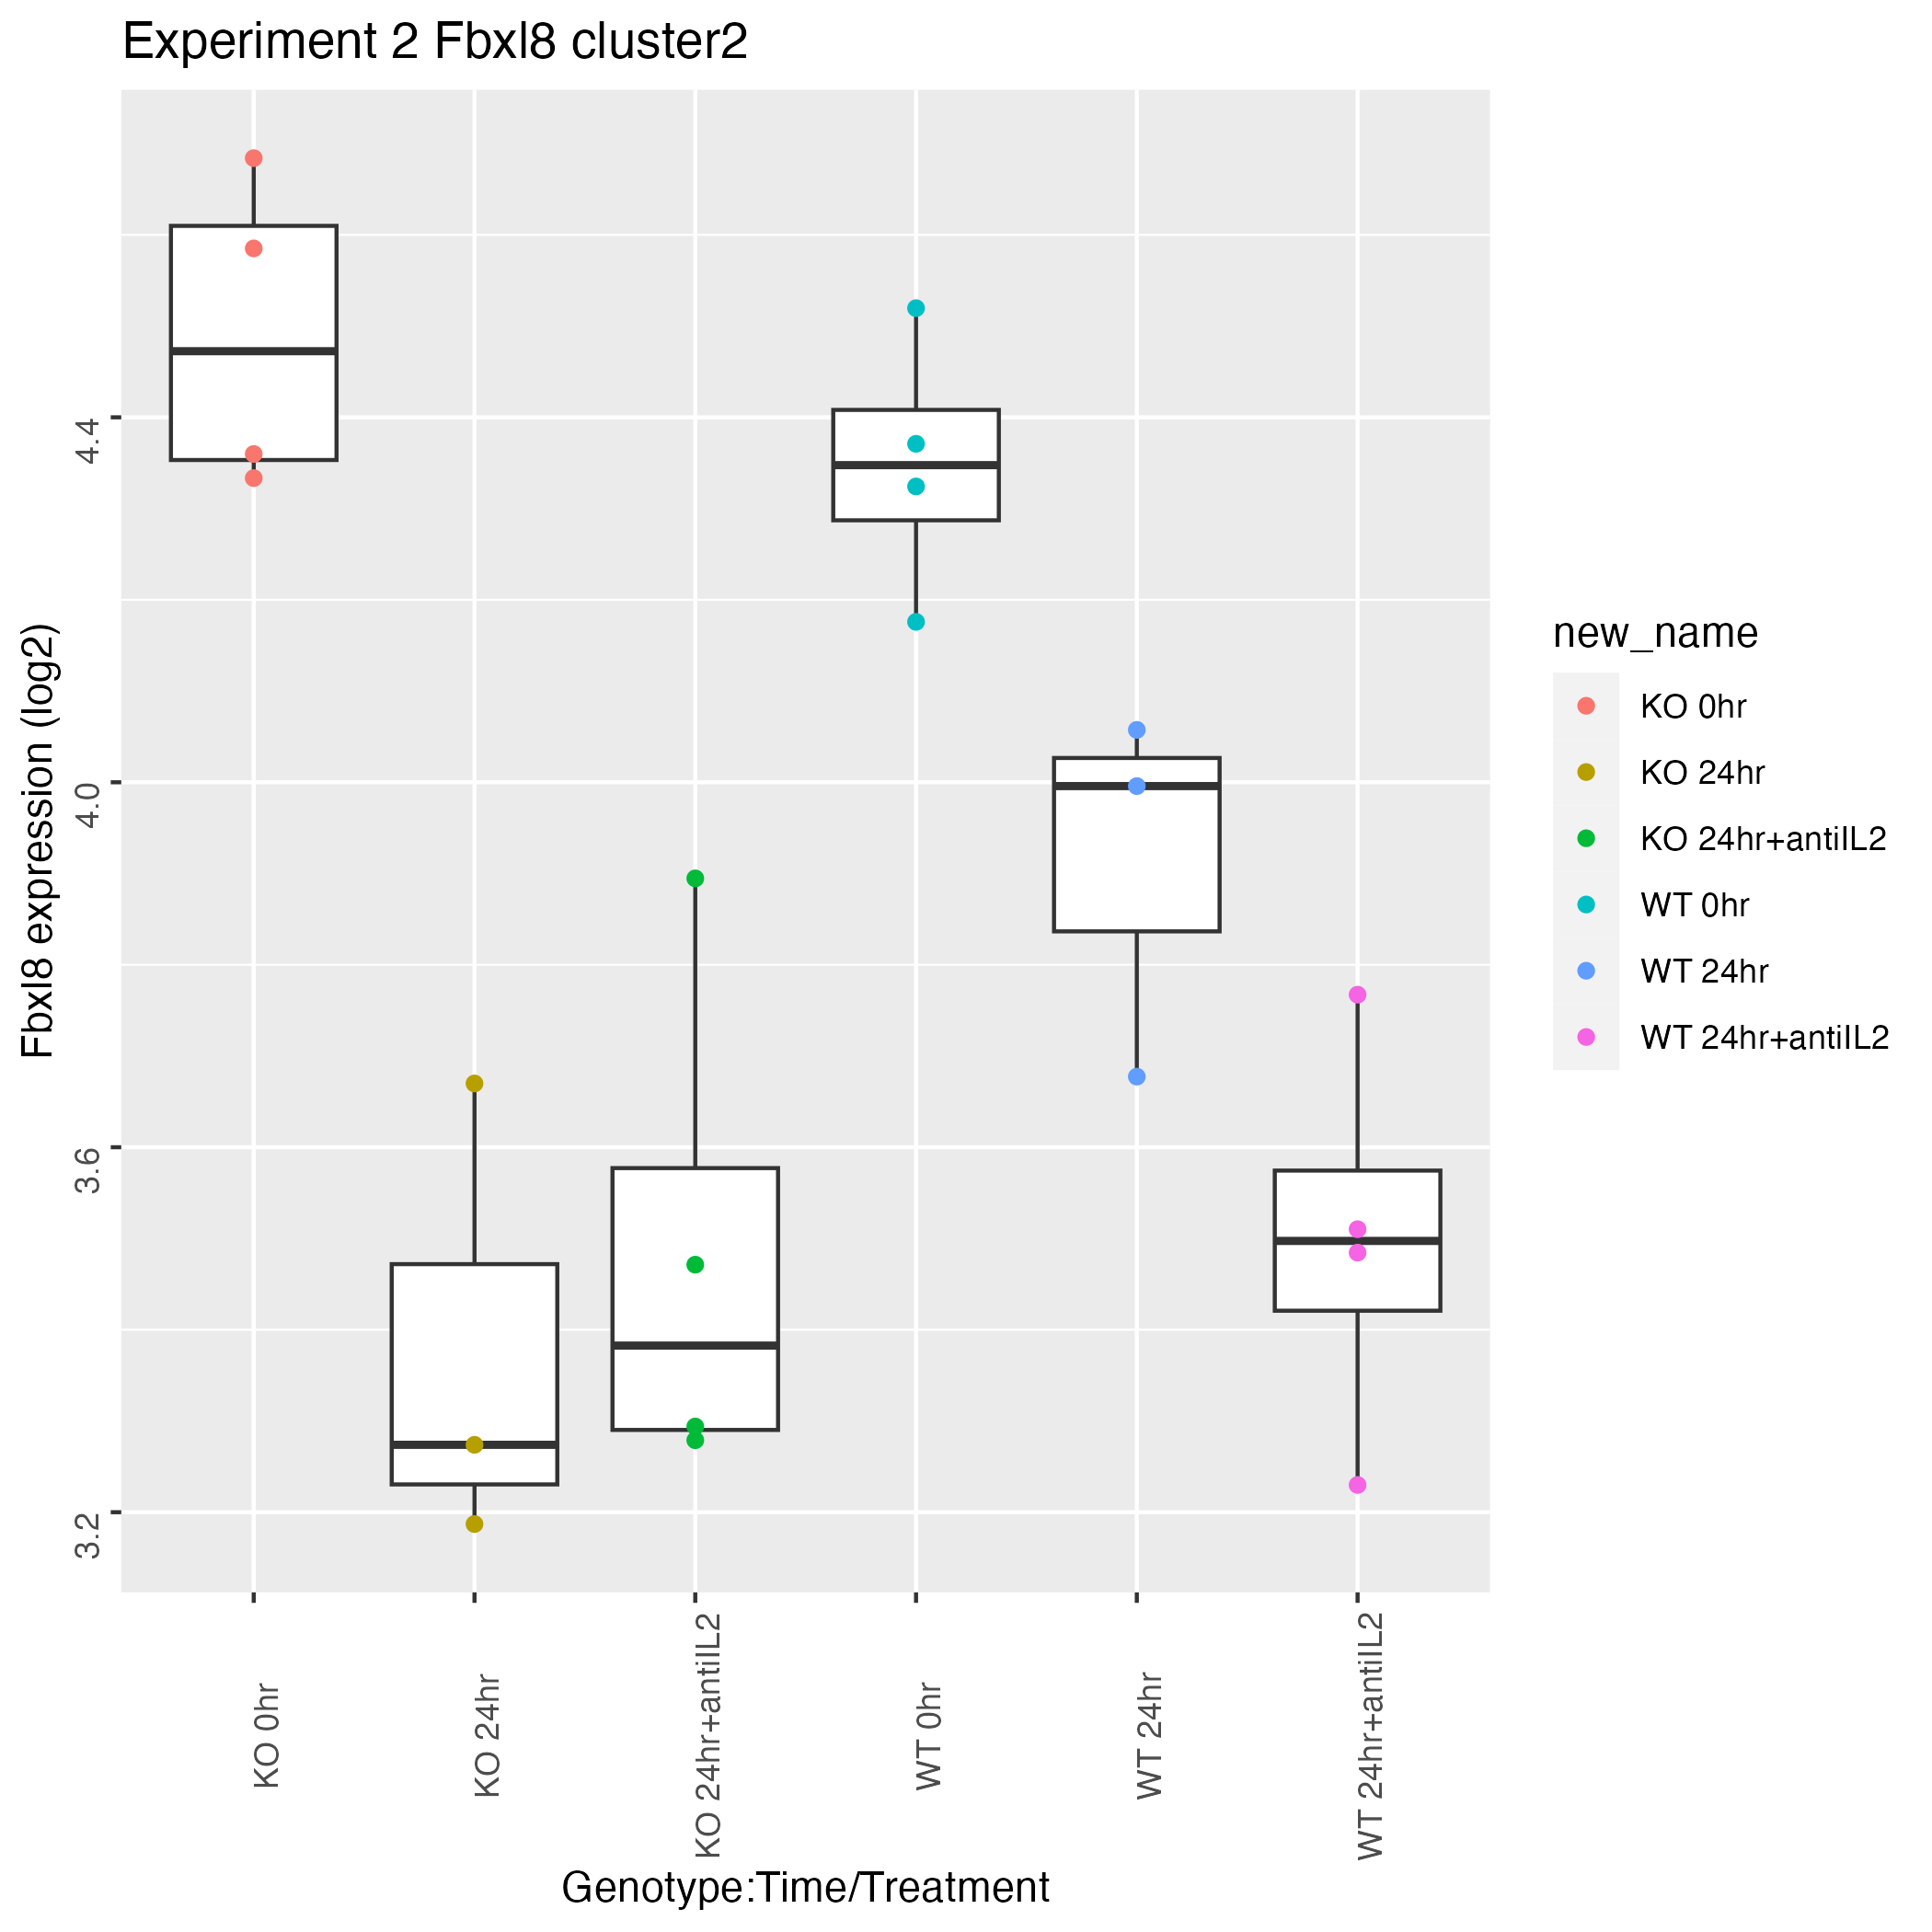 Experiment 2 Fbxl8 cluster2
Fbxl8 expression (log2)
4.4
4.0
3.6
3.2
KO 0hr
KO 24hr
KO 24hr+antiIL2
WT 0hr
WT 24hr
WT 24hr+antiIL2
Genotype:Time/Treatment
new_name
KO 0hr
KO 24hr
KO 24hr+antiIL2
WT 0hr
WT 24hr
WT 24hr+antiIL2